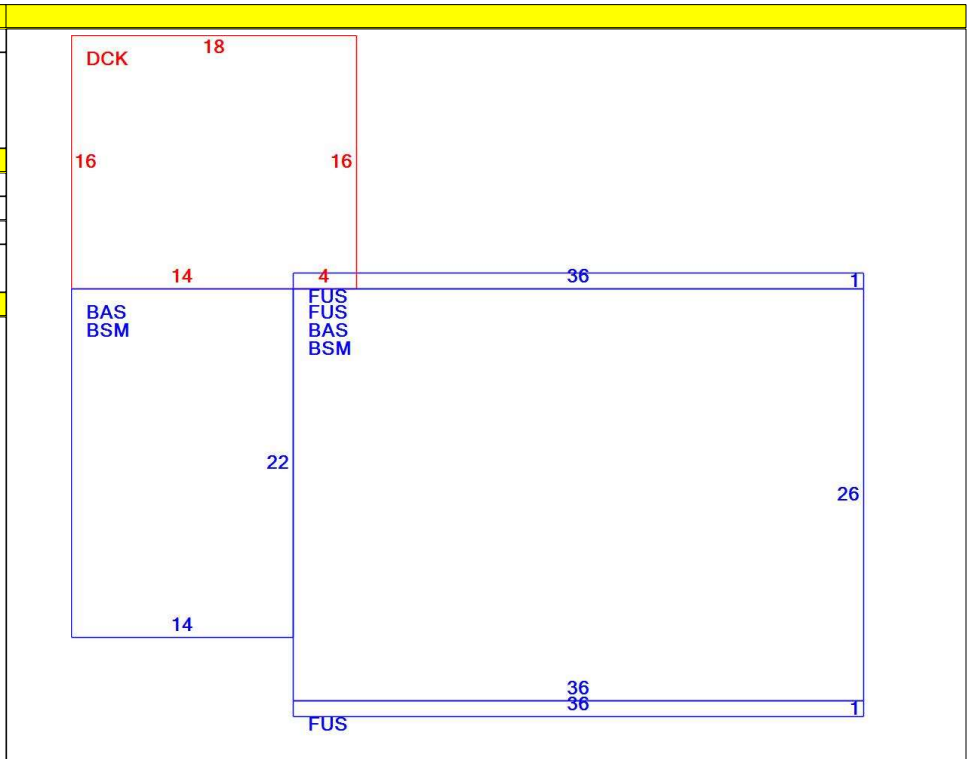 18
DCK
16 16
14 4 36 1
FUS
BAS FUS
BSM BAS
BSM
22
26
14
36
36 1
FUS